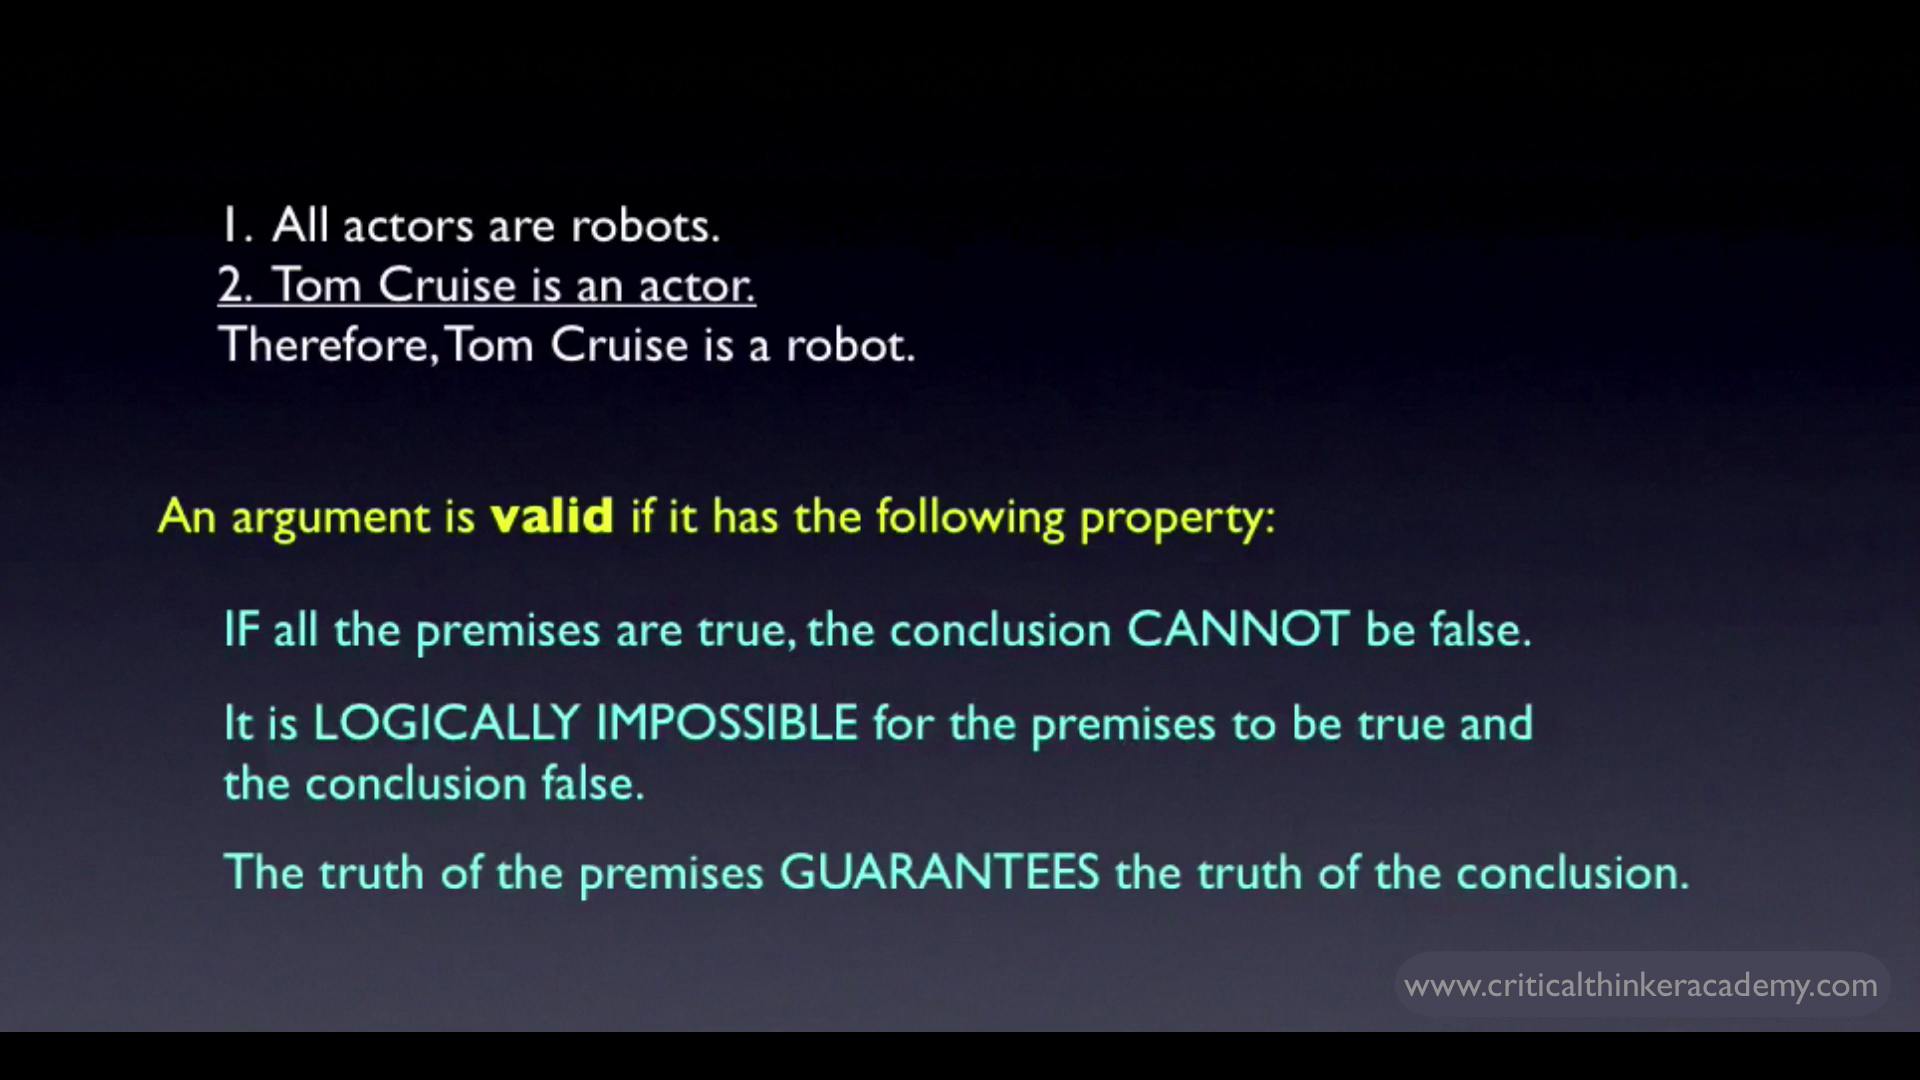 1. All actors are robots.
2. Tom Cruise is an actor.
Therefore, Tom Cruise is a robot.
An argument is valid if it has the following property:
IF all the premises are true, the conclusion CANNOT be false.
It is LOGICALLY IMPOSSIBLE for the premises to be true and
the conclusion false.
The truth of the premises GUARANTEES the truth of the conclusion.
www.criticalthinkeracademy.com